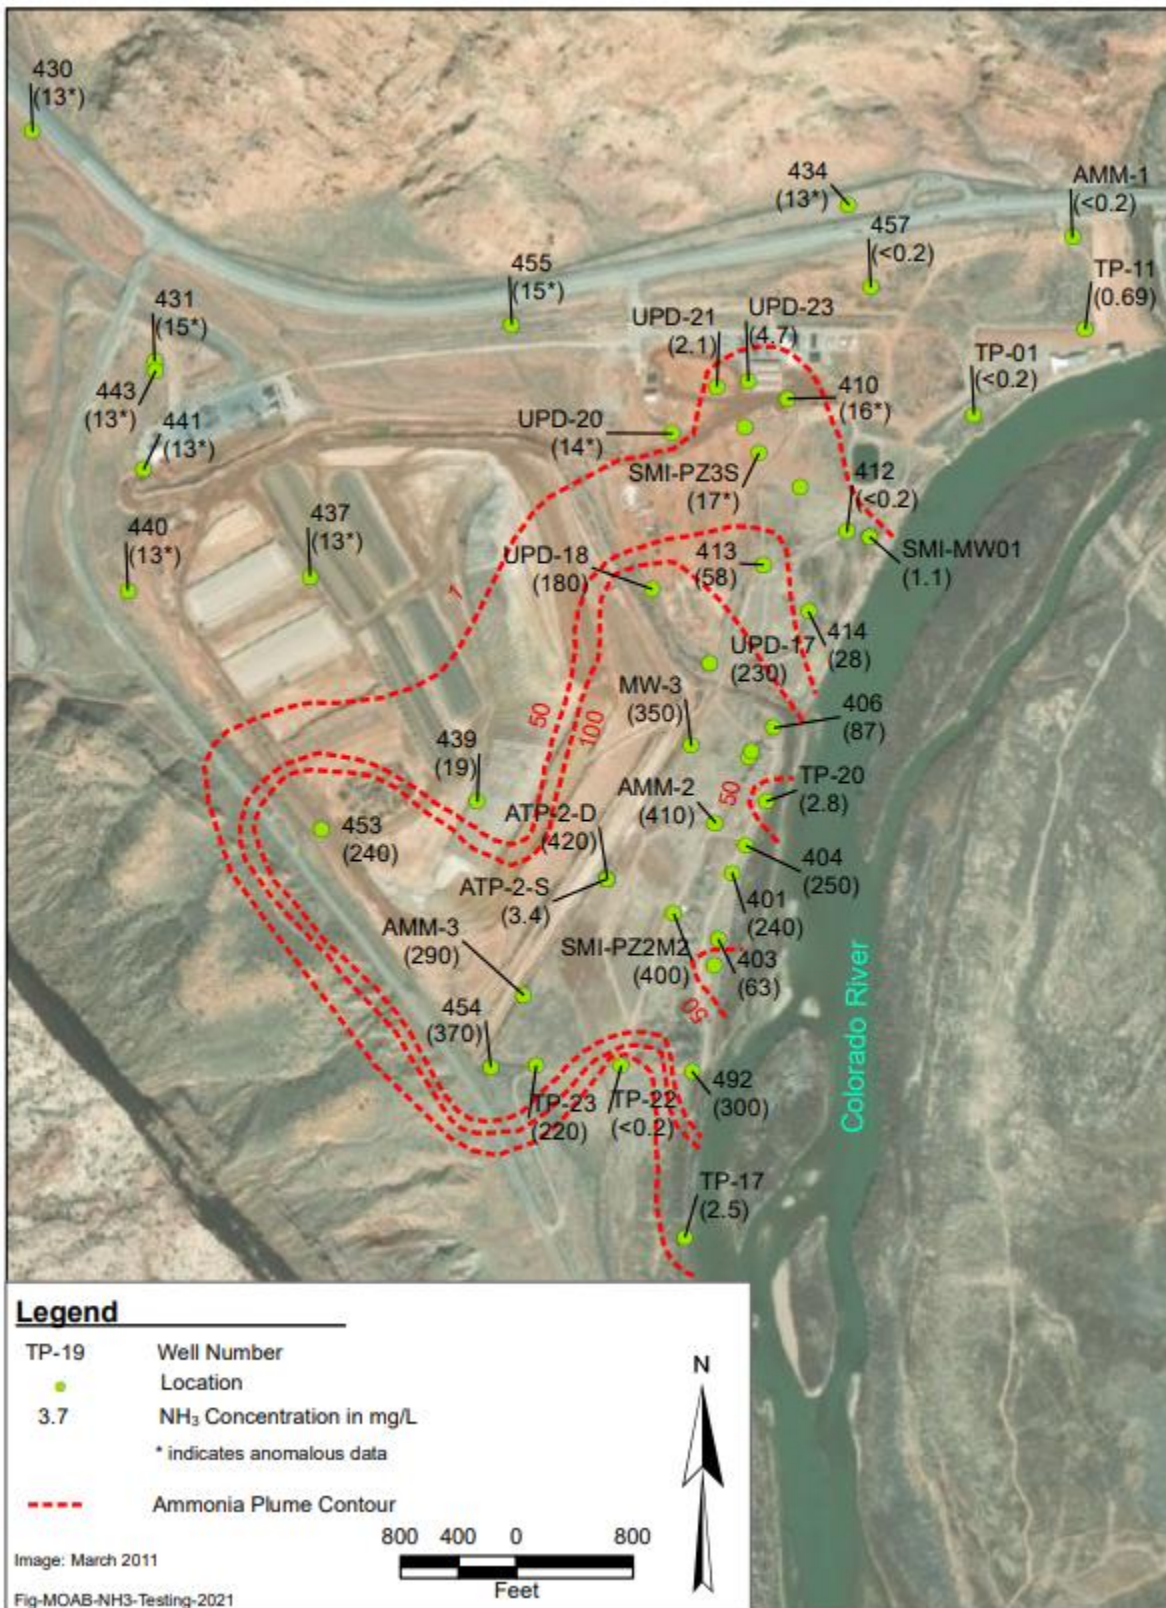 430
(13*)
434
(13*)
AMM-1
(<0.2)
457
(<0.2)
455
(15*)
TP-11
(0.69)
431
(15*)
UPD-21
(2.1)
UPD-23
(4.7)
TP-01
(<0.2)
443
(13*)
410
(16*)
UPD-20
(14*)
441
(13*)
SMI-PZ3S
(17*)
412
(<0.2)
440
(13*)
437
(13*)
SMI-MW01
(1.1)
UPD-18
(180)
413
(58)
1
414
(28)
UPD-17
(230)
MW-3
(350)
406
(87)
50
100
439
(19)
TP-20
(2.8)
50
AMM-2
(410)
ATP-2-D
(420)
453
(240)
404
(250)
ATP-2-S
(3.4)
401
(240)
AMM-3
(290)
SMI-PZ2M2
(400)
403
(63)
50
Colorado River
454
(370)
492
(300)
TP-23
(220)
TP-22
(<0.2)
TP-17
(2.5)
Legend
TP-19 Well Number
Location
3.7 NH₃ Concentration in mg/L
* indicates anomalous data
Ammonia Plume Contour
N
800 400 0 800
Feet
Image: March 2011
Fig-MOAB-NH3-Testing-2021